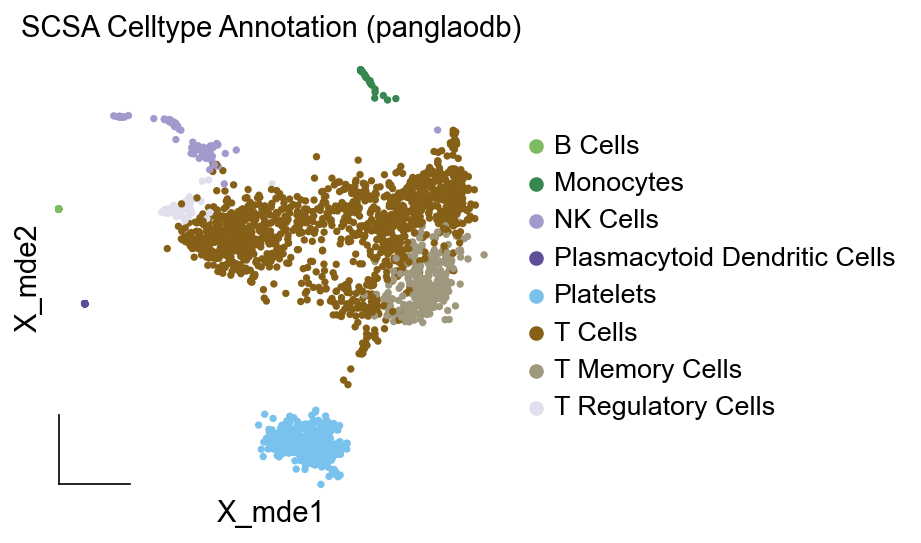 SCSA Celltype Annotation (panglaodb)
B Cells
Monocytes
NK Cells
Plasmacytoid Dendritic Cells
Platelets
T Cells
T Memory Cells
T Regulatory Cells
X_mde2
X_mde1